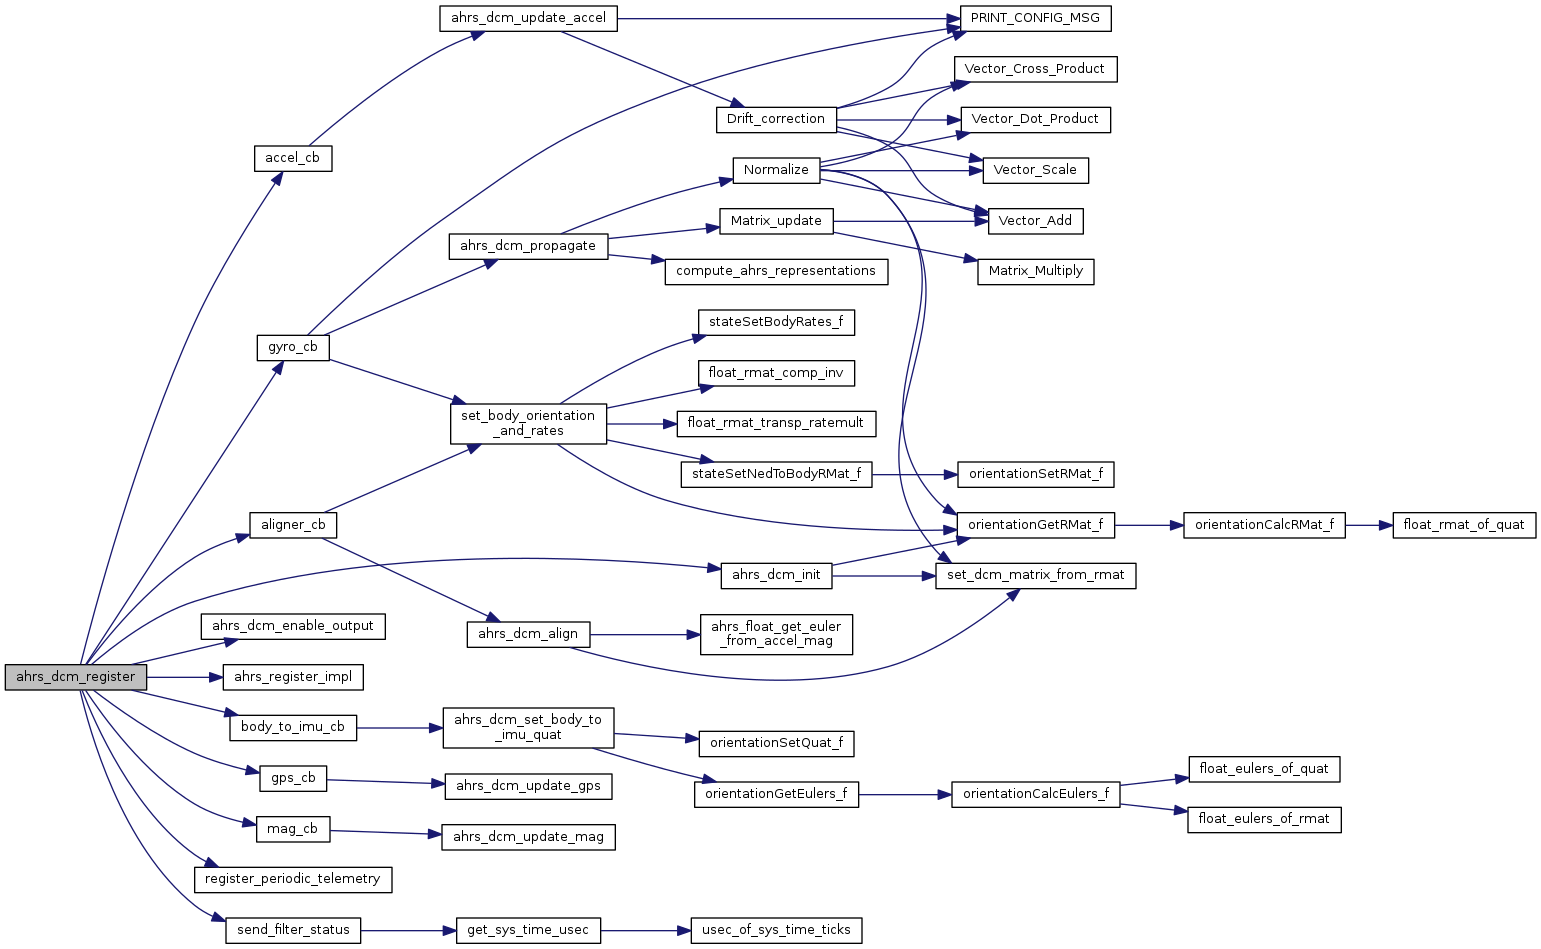 ahrs_dcm_update_accel
PRINT_CONFIG_MSG
Vector_Cross_Product
Drift_correction
Vector_Dot_Product
accel_cb
Normalize
Vector_Scale
Matrix_update
Vector_Add
ahrs_dcm_propagate
compute_ahrs_representations
Matrix_Multiply
stateSetBodyRates_f
gyro_cb
float_rmat_comp_inv
set_body_orientation
_and_rates
float_rmat_transp_ratemult
stateSetNedToBodyRMat_f
orientationSetRMat_f
aligner_cb
orientationGetRMat_f
orientationCalcRMat_f
float_rmat_of_quat
ahrs_dcm_init
set_dcm_matrix_from_rmat
ahrs_dcm_enable_output
ahrs_dcm_align
ahrs_float_get_euler
_from_accel_mag
ahrs_dcm_register
ahrs_register_impl
body_to_imu_cb
ahrs_dcm_set_body_to
_imu_quat
orientationSetQuat_f
gps_cb
ahrs_dcm_update_gps
orientationGetEulers_f
orientationCalcEulers_f
float_eulers_of_quat
float_eulers_of_rmat
mag_cb
ahrs_dcm_update_mag
register_periodic_telemetry
send_filter_status
get_sys_time_usec
usec_of_sys_time_ticks